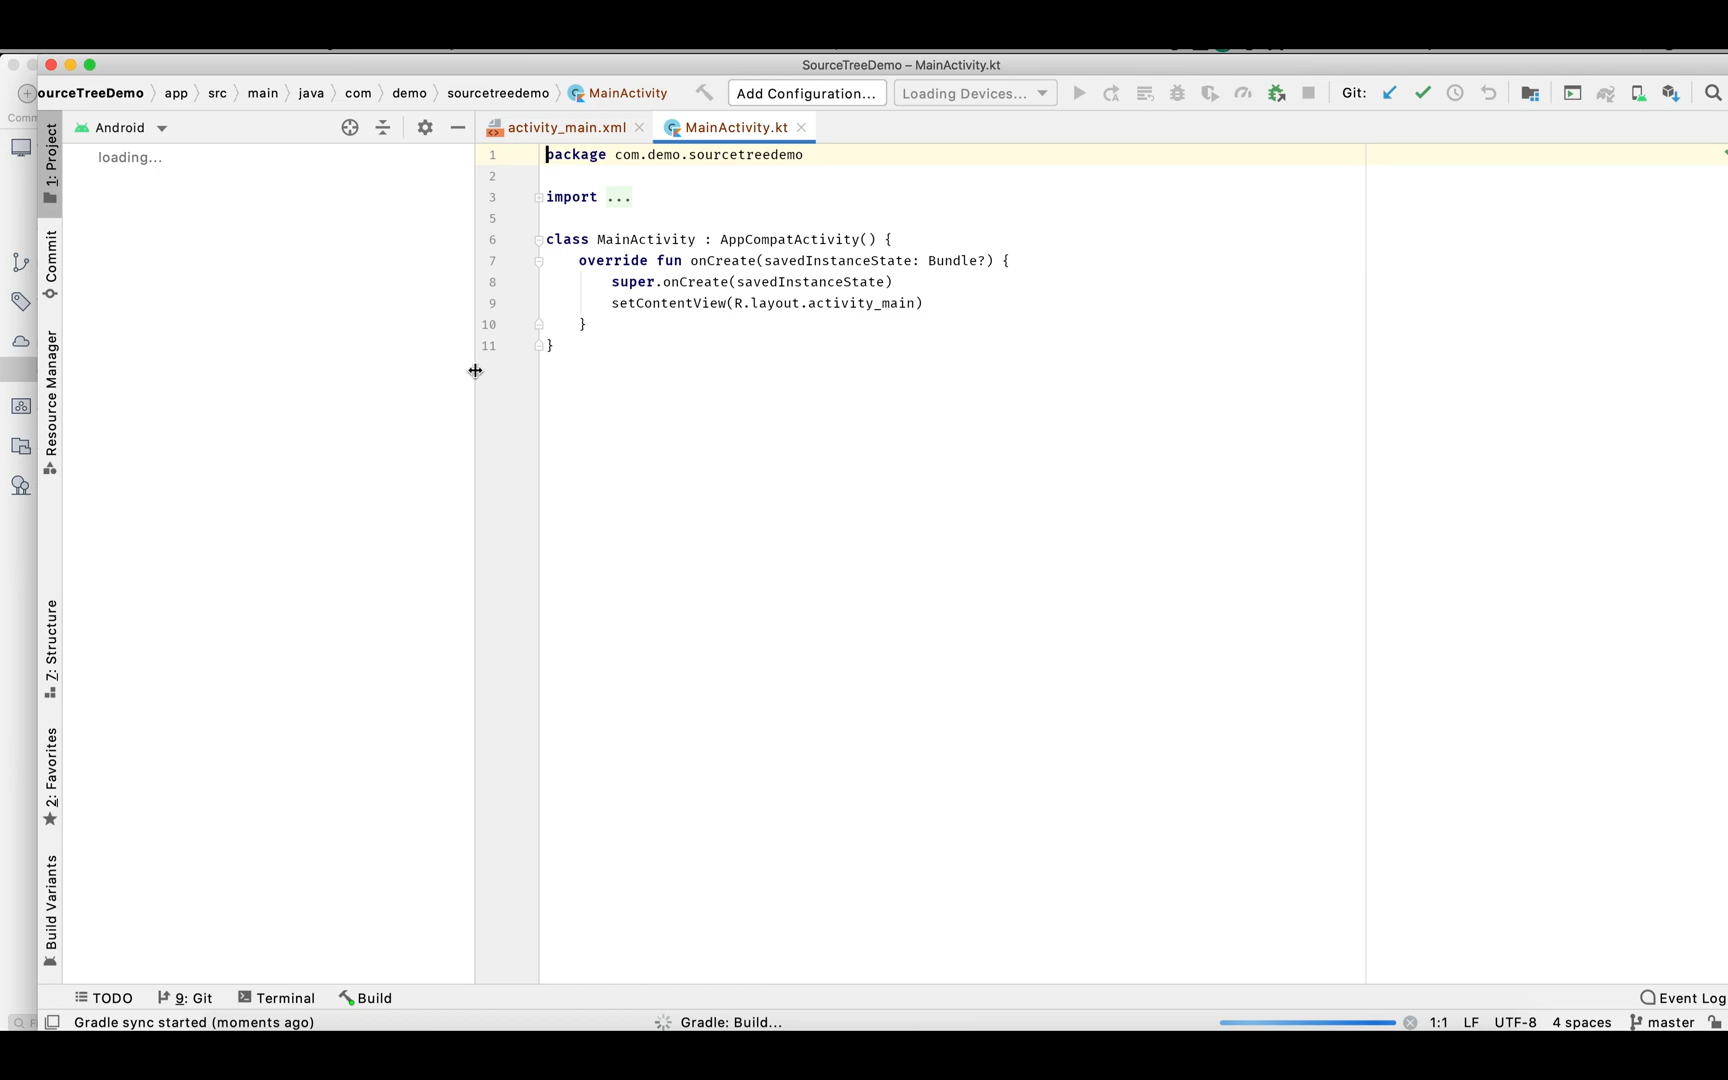 SourceTreeDemo – MainActivity.kt
ourceTreeDemo 〉 app 〉 src 〉 main 〉 java 〉 com 〉 demo 〉 sourcetreedemo 〉 MainActivity
Add Configuration...
Loading Devices...
Git:
Comm
Android
activity_main.xml
MainActivity.kt
loading...
1: Project
Commit
Resource Manager
Z: Structure
2: Favorites
Build Variants
1 package com.demo.sourcetreedemo
2
3 import ...
5
6 class MainActivity : AppCompatActivity() {
7 override fun onCreate(savedInstanceState: Bundle?) {
8 super.onCreate(savedInstanceState)
9 setContentView(R.layout.activity_main)
10 }
11 }
TODO
9: Git
Terminal
Build
Event Log
Gradle sync started (moments ago)
Gradle: Build...
1:1 LF UTF-8 4 spaces master